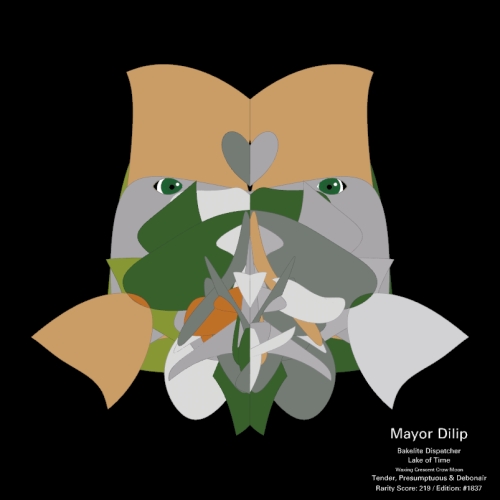 Mayor Dilip
Bakelite Dispatcher
Lake of Time
Waxing Crescent Crow Moon
Tender, Presumptuous & Debonair
Rarity Score: 219 / Edition: #1837